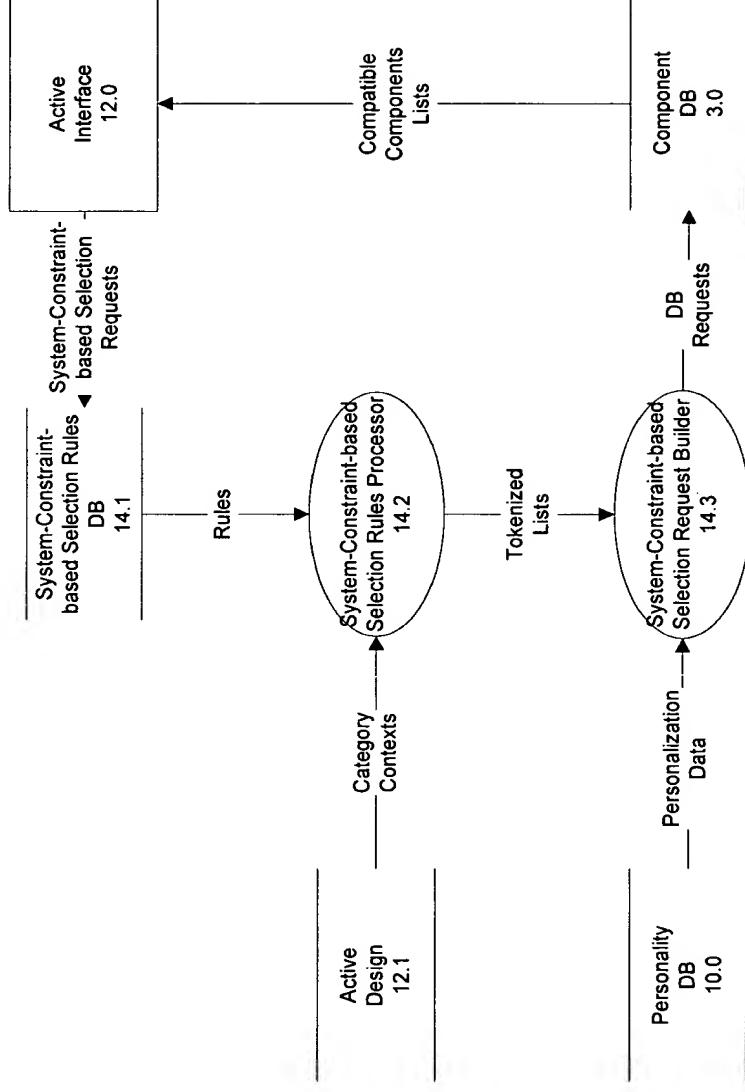 System-Constraint-
based Selection Rules
DB
14.1
System-Constraint-
based Selection
Requests
Active
Interface
12.0
Rules
Compatible
Components
Lists
Active
Design
12.1
Category
Contexts
System-Constraint-based
Selection Rules Processor
14.2
Tokenized
Lists
Personality
DB
10.0
Personalization
Data
System-Constraint-based
Selection Request Builder
14.3
DB
Requests
Component
DB
3.0